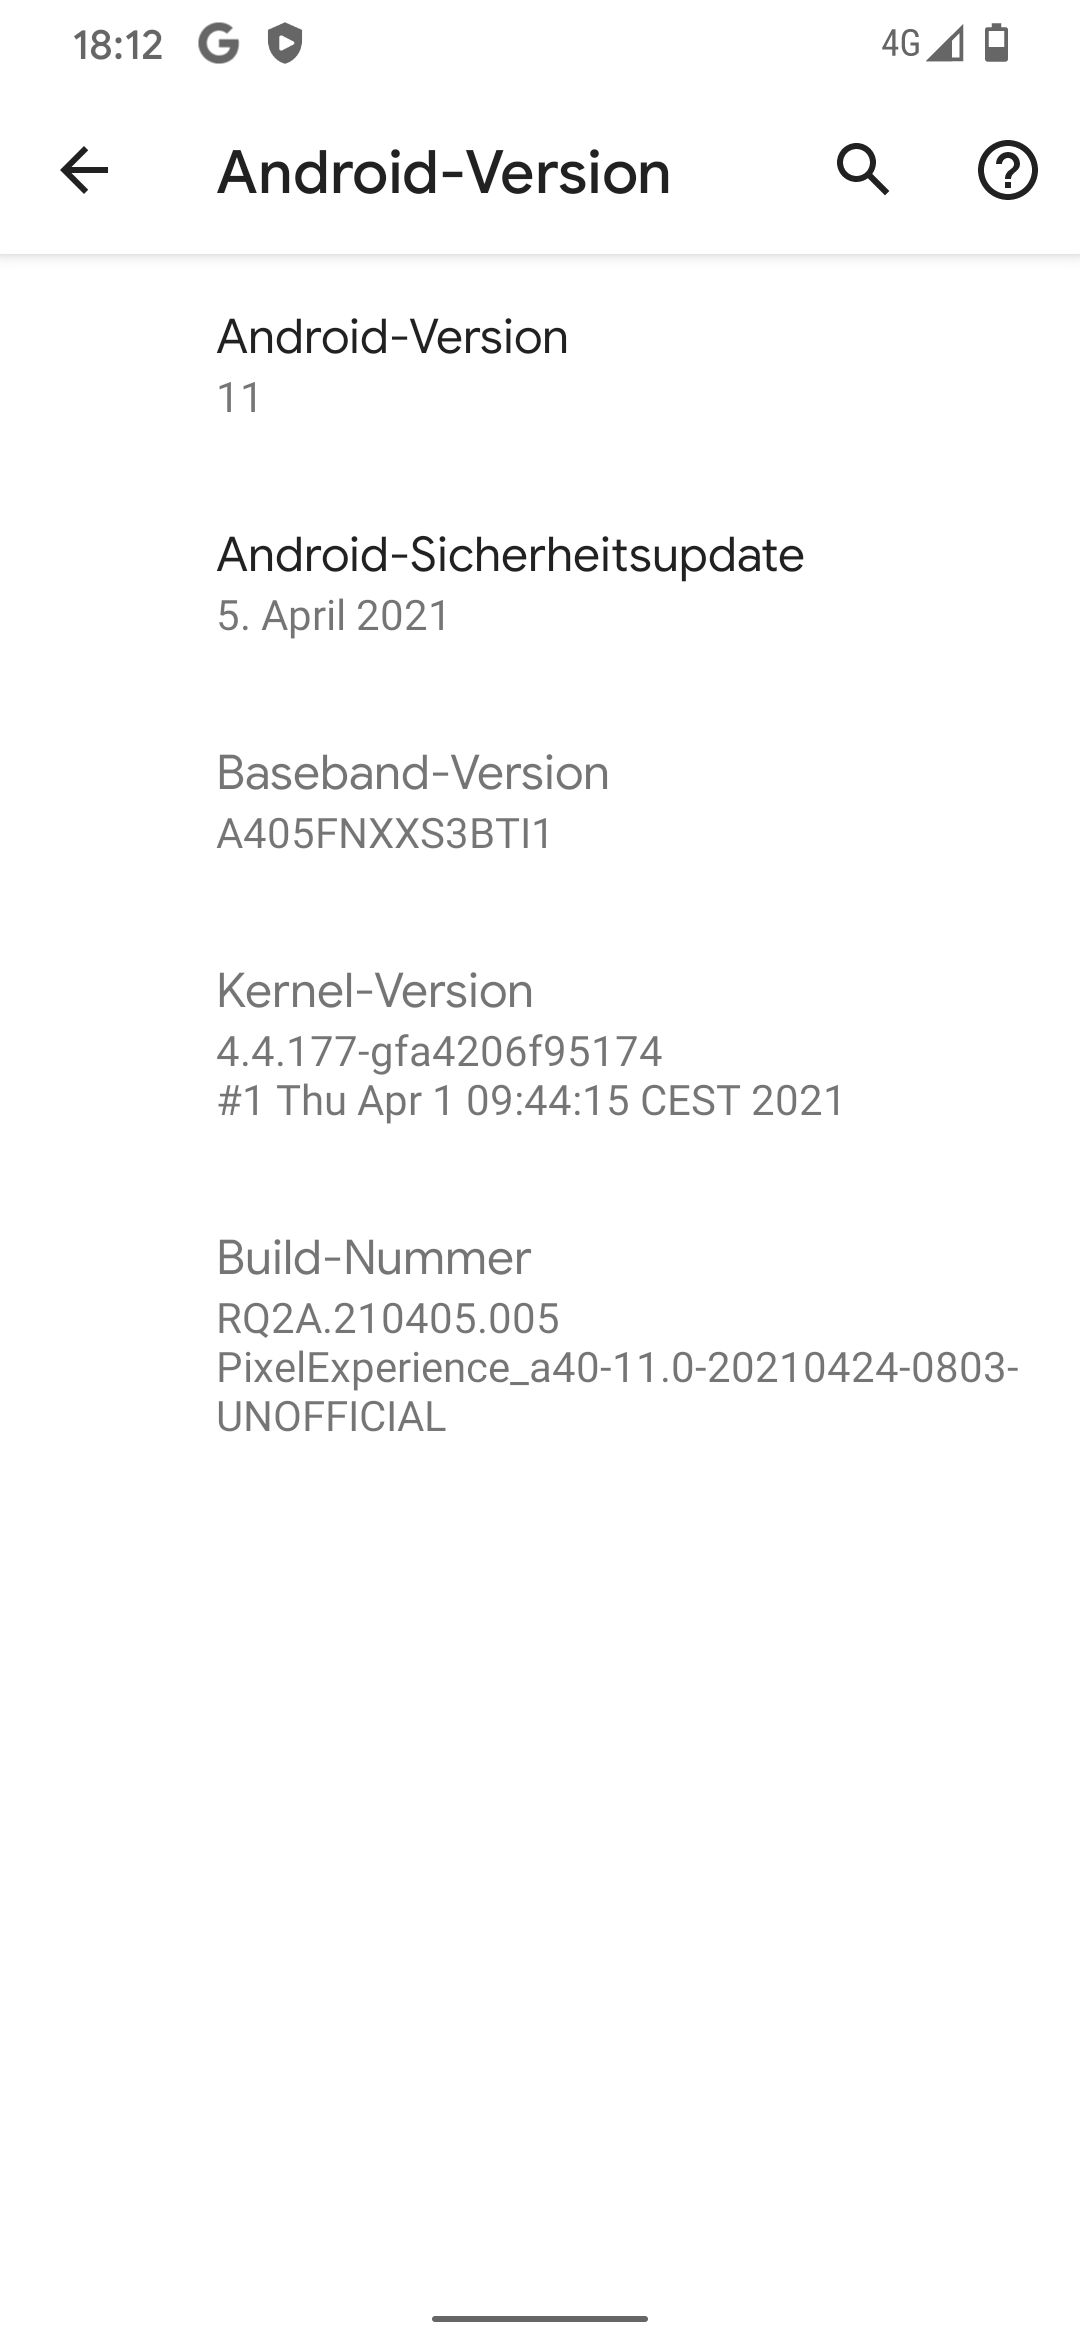 18:12 4G
Android-Version
Android-Version
11
Android-Sicherheitsupdate
5. April 2021
Baseband-Version
A405FNXXS3BTI1
Kernel-Version
4.4.177-gfa4206f95174
#1 Thu Apr 1 09:44:15 CEST 2021
Build-Nummer
RQ2A.210405.005
PixelExperience_a40-11.0-20210424-0803-
UNOFFICIAL